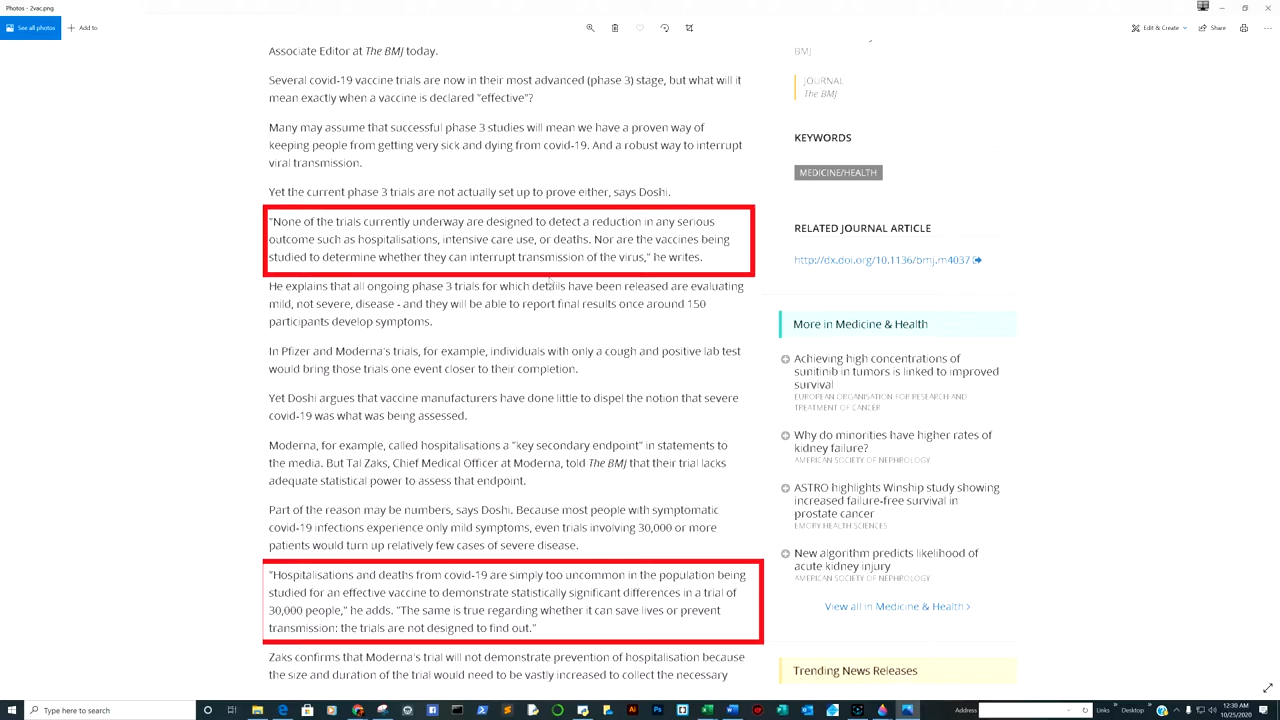 Photos - 2vac.png
See all photos
Add to
Edit & Create
Share
Associate Editor at The BMJ today.
Several covid-19 vaccine trials are now in their most advanced (phase 3) stage, but what will it
mean exactly when a vaccine is declared "effective"?
Many may assume that successful phase 3 studies will mean we have a proven way of
keeping people from getting very sick and dying from covid-19. And a robust way to interrupt
viral transmission.
Yet the current phase 3 trials are not actually set up to prove either, says Doshi.
"None of the trials currently underway are designed to detect a reduction in any serious
outcome such as hospitalisations, intensive care use, or deaths. Nor are the vaccines being
studied to determine whether they can interrupt transmission of the virus," he writes.
He explains that all ongoing phase 3 trials for which details have been released are evaluating
mild, not severe, disease - and they will be able to report final results once around 150
participants develop symptoms.
In Pfizer and Moderna's trials, for example, individuals with only a cough and positive lab test
would bring those trials one event closer to their completion.
Yet Doshi argues that vaccine manufacturers have done little to dispel the notion that severe
covid-19 was what was being assessed.
Moderna, for example, called hospitalisations a "key secondary endpoint" in statements to
the media. But Tal Zaks, Chief Medical Officer at Moderna, told The BMJ that their trial lacks
adequate statistical power to assess that endpoint.
Part of the reason may be numbers, says Doshi. Because most people with symptomatic
covid-19 infections experience only mild symptoms, even trials involving 30,000 or more
patients would turn up relatively few cases of severe disease.
"Hospitalisations and deaths from covid-19 are simply too uncommon in the population being
studied for an effective vaccine to demonstrate statistically significant differences in a trial of
30,000 people," he adds. "The same is true regarding whether it can save lives or prevent
transmission: the trials are not designed to find out."
Zaks confirms that Moderna's trial will not demonstrate prevention of hospitalisation because
the size and duration of the trial would need to be vastly increased to collect the necessary
BMJ
JOURNAL
The BMJ
KEYWORDS
MEDICINE/HEALTH
RELATED JOURNAL ARTICLE
http://dx.doi.org/10.1136/bmj.m4037
More in Medicine & Health
Achieving high concentrations of
sunitinib in tumors is linked to improved
survival
EUROPEAN ORGANISATION FOR RESEARCH AND
TREATMENT OF CANCER
Why do minorities have higher rates of
kidney failure?
AMERICAN SOCIETY OF NEPHROLOGY
ASTRO highlights Winship study showing
increased failure-free survival in
prostate cancer
EMORY HEALTH SCIENCES
New algorithm predicts likelihood of
acute kidney injury
AMERICAN SOCIETY OF NEPHROLOGY
View all in Medicine & Health >
Trending News Releases
Type here to search
Address
Links
Desktop
12:30 AM
10/25/2020